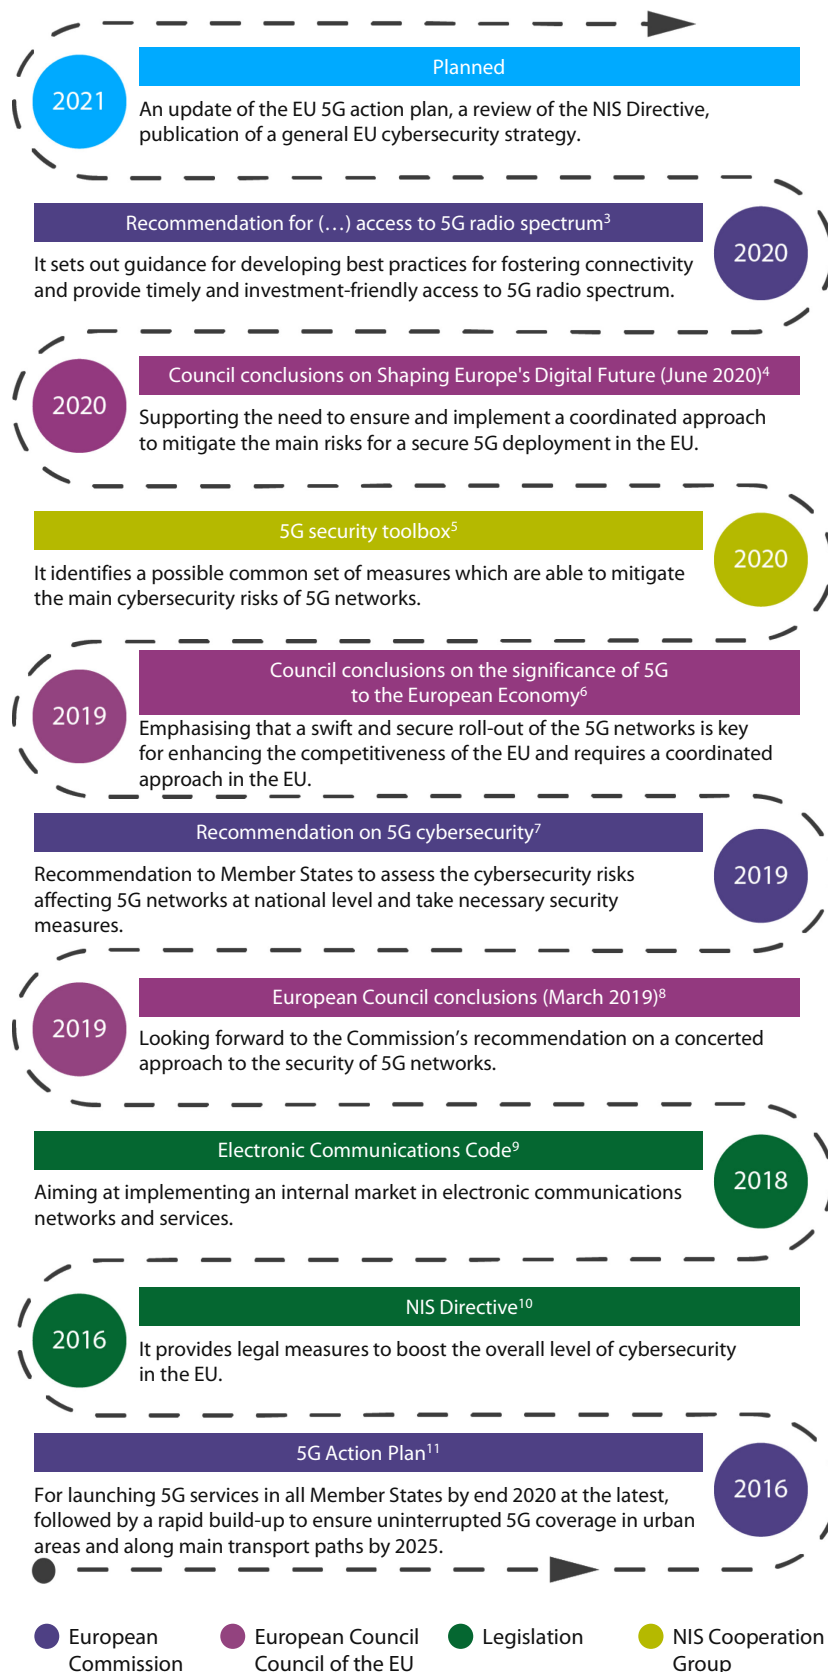 Planned
2021
An update of the EU 5G action plan, a review of the NIS Directive,
publication of a general EU cybersecurity strategy.
Recommendation for (…) access to 5G radio spectrum³
2020
It sets out guidance for developing best practices for fostering connectivity
and provide timely and investment-friendly access to 5G radio spectrum.
Council conclusions on Shaping Europe's Digital Future (June 2020)⁴
2020
Supporting the need to ensure and implement a coordinated approach
to mitigate the main risks for a secure 5G deployment in the EU.
5G security toolbox⁵
2020
It identifies a possible common set of measures which are able to mitigate
the main cybersecurity risks of 5G networks.
Council conclusions on the significance of 5G
to the European Economy⁶
2019
Emphasising that a swift and secure roll-out of the 5G networks is key
for enhancing the competitiveness of the EU and requires a coordinated
approach in the EU.
Recommendation on 5G cybersecurity⁷
2019
Recommendation to Member States to assess the cybersecurity risks
affecting 5G networks at national level and take necessary security
measures.
European Council conclusions (March 2019)⁸
2019
Looking forward to the Commission’s recommendation on a concerted
approach to the security of 5G networks.
Electronic Communications Code⁹
2018
Aiming at implementing an internal market in electronic communications
networks and services.
NIS Directive¹⁰
2016
It provides legal measures to boost the overall level of cybersecurity
in the EU.
5G Action Plan¹¹
2016
For launching 5G services in all Member States by end 2020 at the latest,
followed by a rapid build-up to ensure uninterrupted 5G coverage in urban
areas and along main transport paths by 2025.
European
Commission
European Council
Council of the EU
Legislation
NIS Cooperation
Group